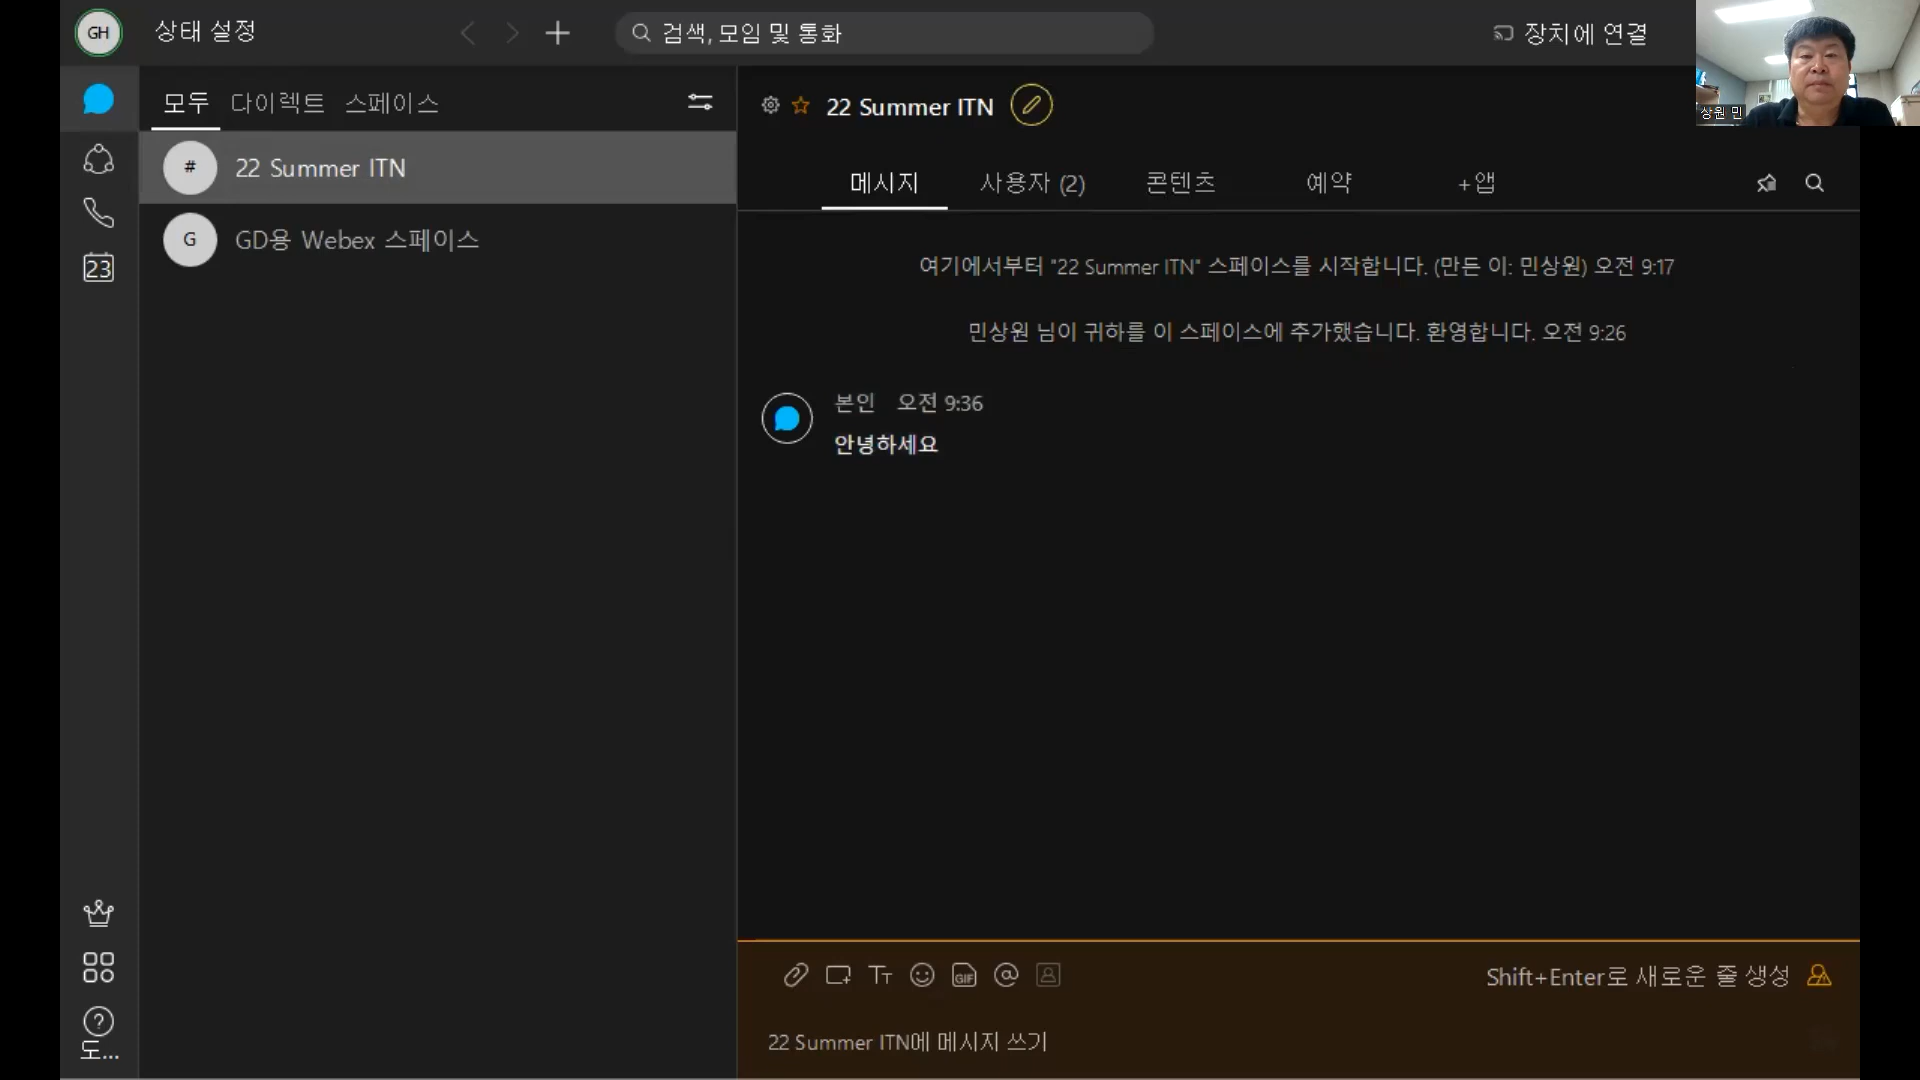 GH
상태 설정
검색, 모임 및 통화
장치에 연결
상원 민
모두 다이렉트 스페이스
# 22 Summer ITN
G GD용 Webex 스페이스
23
도...
22 Summer ITN
메시지 사용자 (2) 콘텐츠 예약 +앱
여기에서부터 "22 Summer ITN" 스페이스를 시작합니다. (만든 이: 민상원) 오전 9:17
민상원 님이 귀하를 이 스페이스에 추가했습니다. 환영합니다. 오전 9:26
본인 오전 9:36
안녕하세요
GIF
Shift+Enter로 새로운 줄 생성
22 Summer ITN에 메시지 쓰기